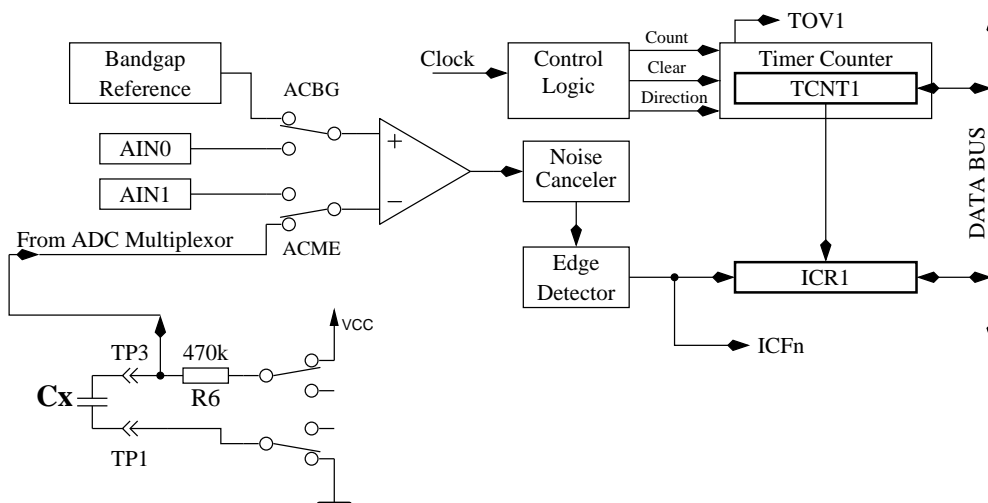 TOV1
Bandgap
Reference
ACBG
Clock
Control
Logic
Count
Clear
Direction
Timer Counter
TCNT1
AIN0
AIN1
+
−
Noise
Canceler
DATA BUS
From ADC Multiplexor
ACME
Edge
Detector
ICR1
ICFn
VCC
TP3
470k
R6
Cx
TP1